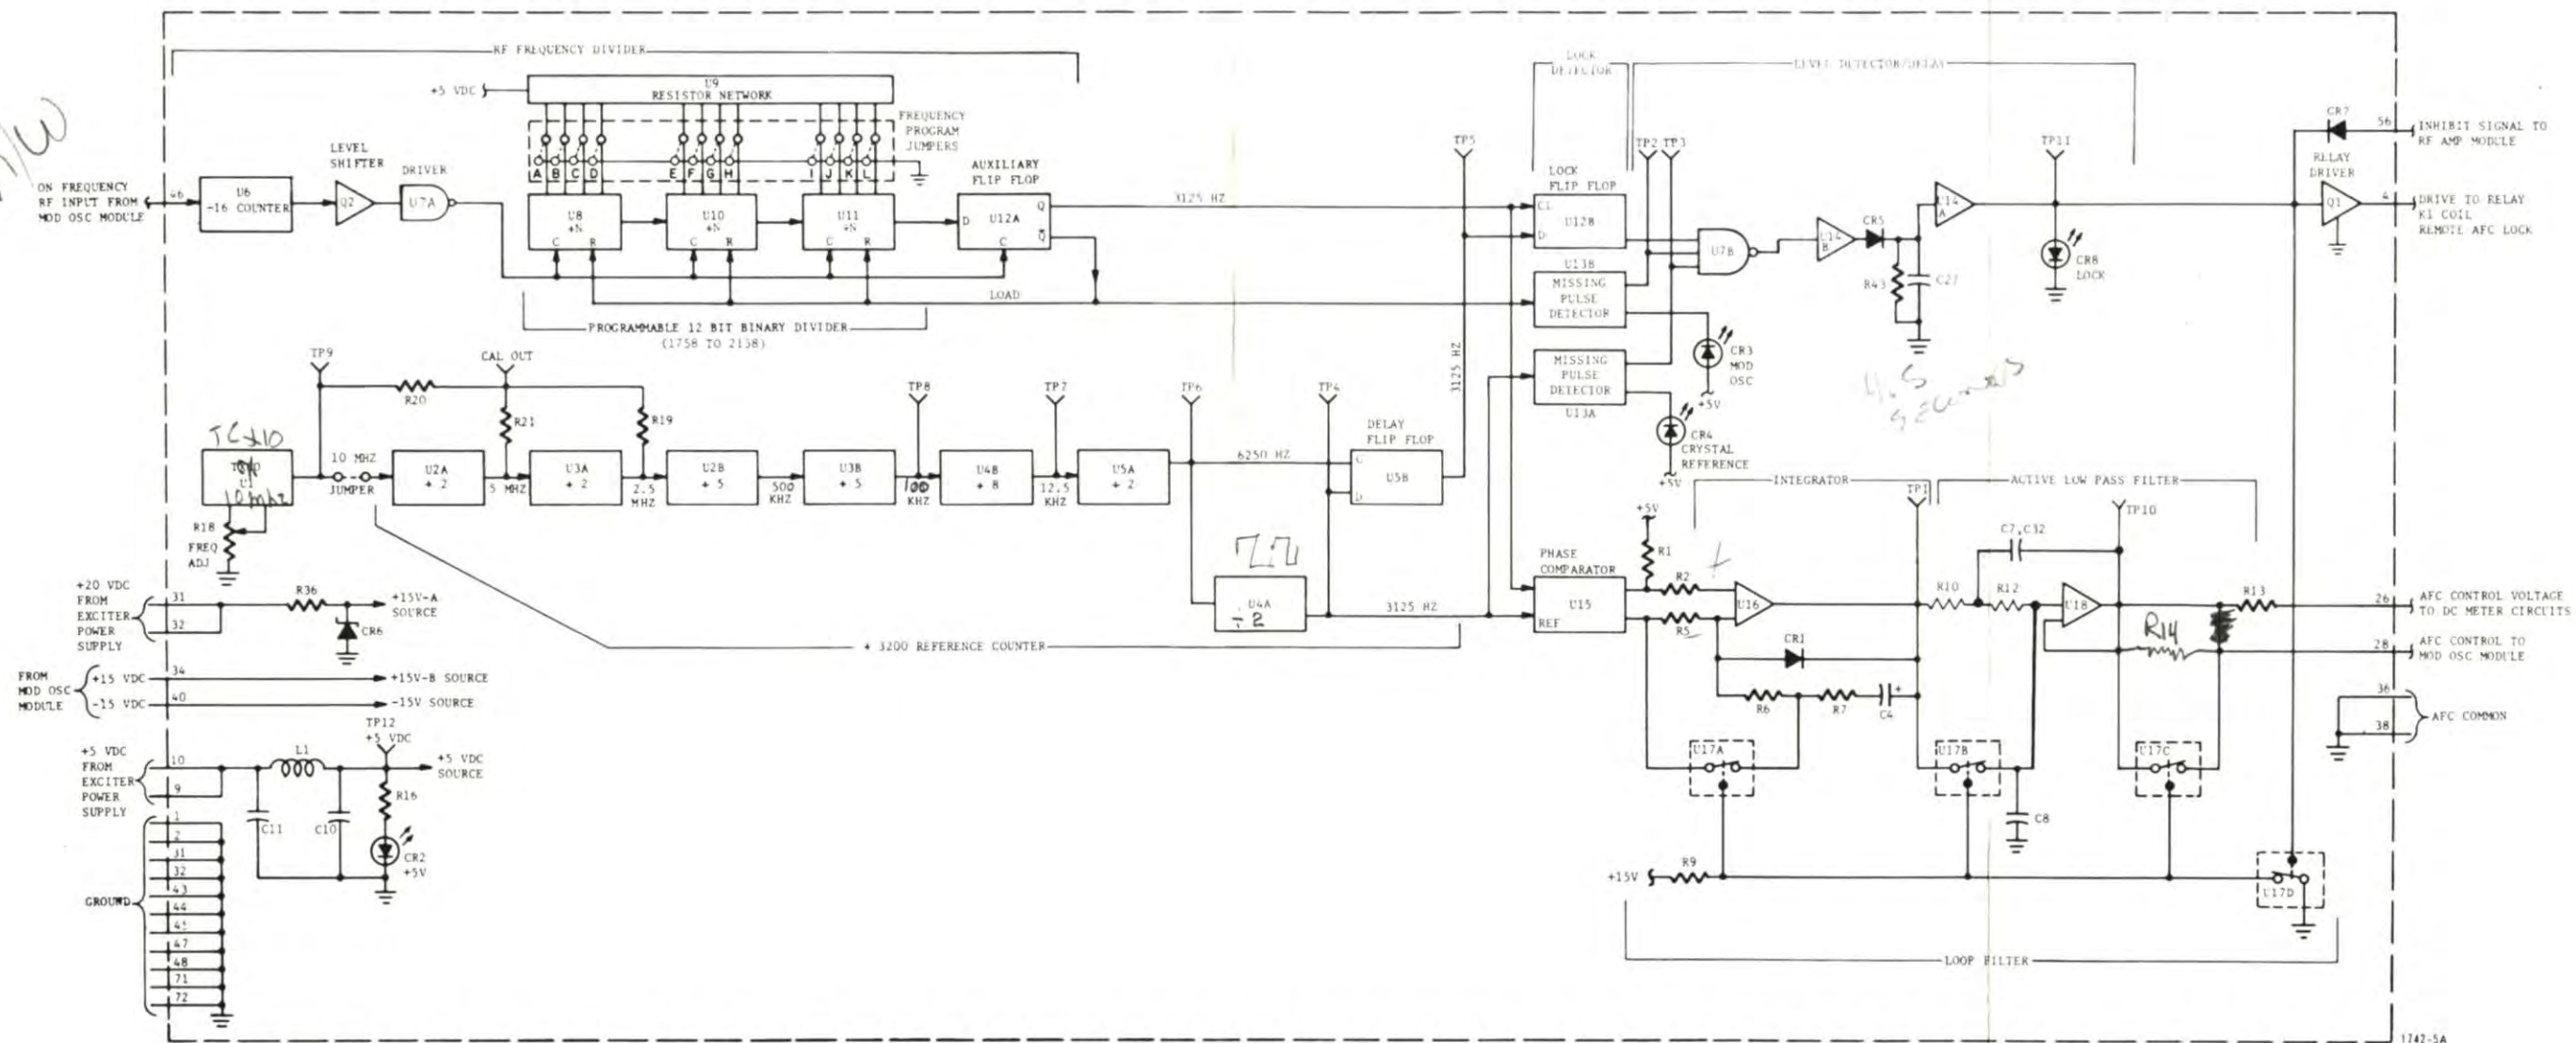 RF FREQUENCY DIVIDER
+5 VDC
U9
RESISTOR NETWORK
FREQUENCY
PROGRAM
JUMPERS
A B C D
E F G H
I J K L
LEVEL
SHIFTER
DRIVER
AUXILIARY
FLIP FLOP
ON FREQUENCY
RF INPUT FROM
MOD OSC MODULE
46
U6
-16 COUNTER
Q2
U7A
U8
+N
C R
U10
+N
C R
U11
+N
C R
D U12A Q
Q
C
3125 HZ
LOAD
PROGRAMMABLE 12 BIT BINARY DIVIDER
(1758 TO 2138)
LOCK
DETECTOR
LEVEL DETECTOR/DELAY
TP5
TP2 TP3
TP11
LOCK
FLIP FLOP
CL
U12B
D
U13B
MISSING
PULSE
DETECTOR
MISSING
PULSE
DETECTOR
U13A
U7B
U14
B
CR5
U14
A
R43
C27
CR3
MOD
OSC
+5V
CR4
CRYSTAL
REFERENCE
+5V
CR8
LOCK
CR7
56
INHIBIT SIGNAL TO
RF AMP MODULE
RELAY
DRIVER
Q1
4
DRIVE TO RELAY
K1 COIL
REMOTE AFC LOCK
TP9
CAL OUT
R20
R21
R19
TP8
TP7
TP6
TP4
3125 HZ
DELAY
FLIP FLOP
TCXO
U1
10 MHZ
JUMPER
U2A
+ 2
5 MHZ
U3A
+ 2
2.5
MHZ
U2B
+ 5
500
KHZ
U3B
+ 5
100
KHZ
U4B
+ 8
12.5
KHZ
U5A
+ 2
6250 HZ
C
U5B
D
R18
FREQ
ADJ
U4A
÷2
3125 HZ
+ 3200 REFERENCE COUNTER
+20 VDC
FROM
EXCITER
POWER
SUPPLY
31
32
R36
+15V-A
SOURCE
CR6
FROM
MOD OSC
MODULE
+15 VDC
34
+15V-B SOURCE
-15 VDC
40
-15V SOURCE
+5 VDC
FROM
EXCITER
POWER
SUPPLY
10
9
L1
TP12
+5 VDC
+5 VDC
SOURCE
R16
C11
C10
CR2
+5V
GROUND
1
2
31
32
43
44
41
47
48
71
72
INTEGRATOR
TP1
ACTIVE LOW PASS FILTER
TP10
+5V
R1
PHASE
COMPARATOR
U15
REF
R2
R5
U16
CR1
R6
R7
C4
+
R10
R12
C7,C32
U18
R13
R14
26
AFC CONTROL VOLTAGE
TO DC METER CIRCUITS
28
AFC CONTROL TO
MOD OSC MODULE
36
38
AFC COMMON
U17A
U17B
U17C
C8
+15V
R9
U17D
LOOP FILTER
1742-5A